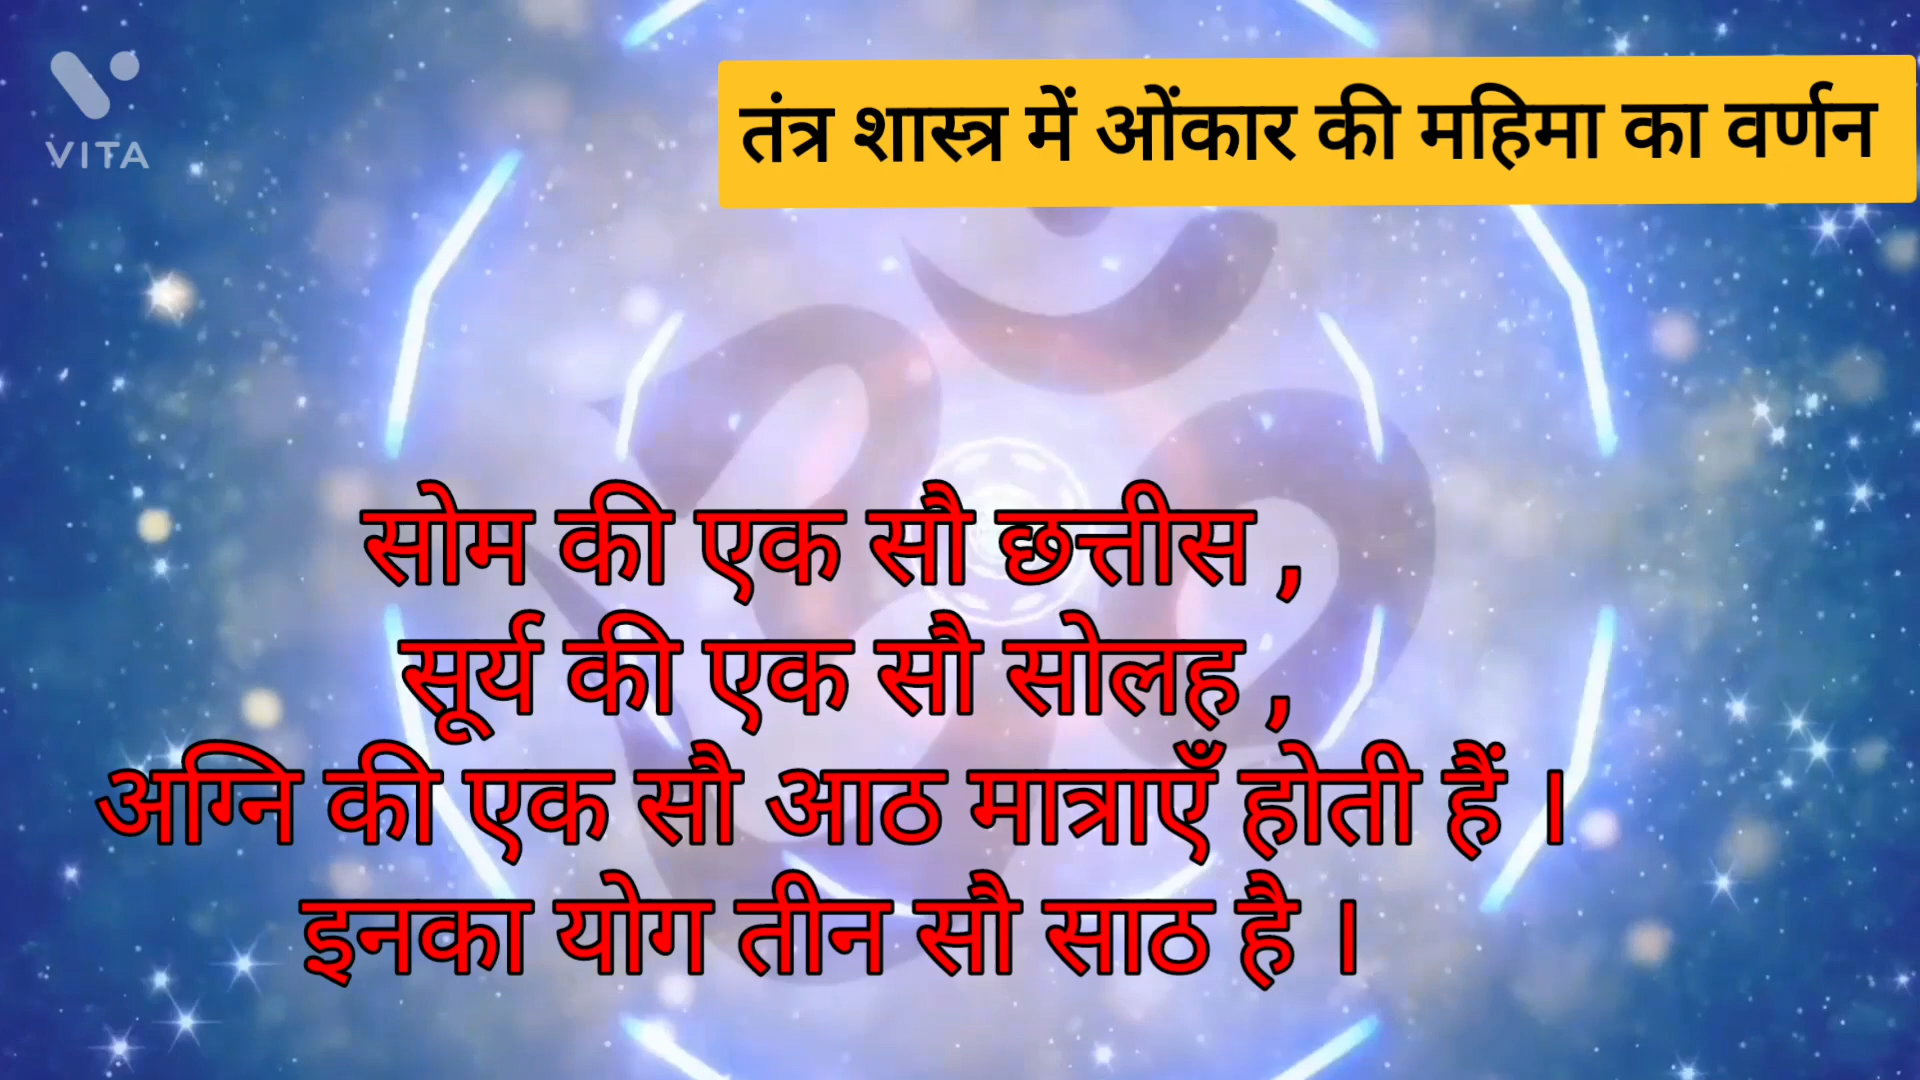 VITA
तंत्र शास्त्र में ओंकार की महिमा का वर्णन
सोम की एक सौ छत्तीस ,
सूर्य की एक सौ सोलह ,
अग्नि की एक सौ आठ मात्राएँ होती हैं ।
इनका योग तीन सौ साठ है ।